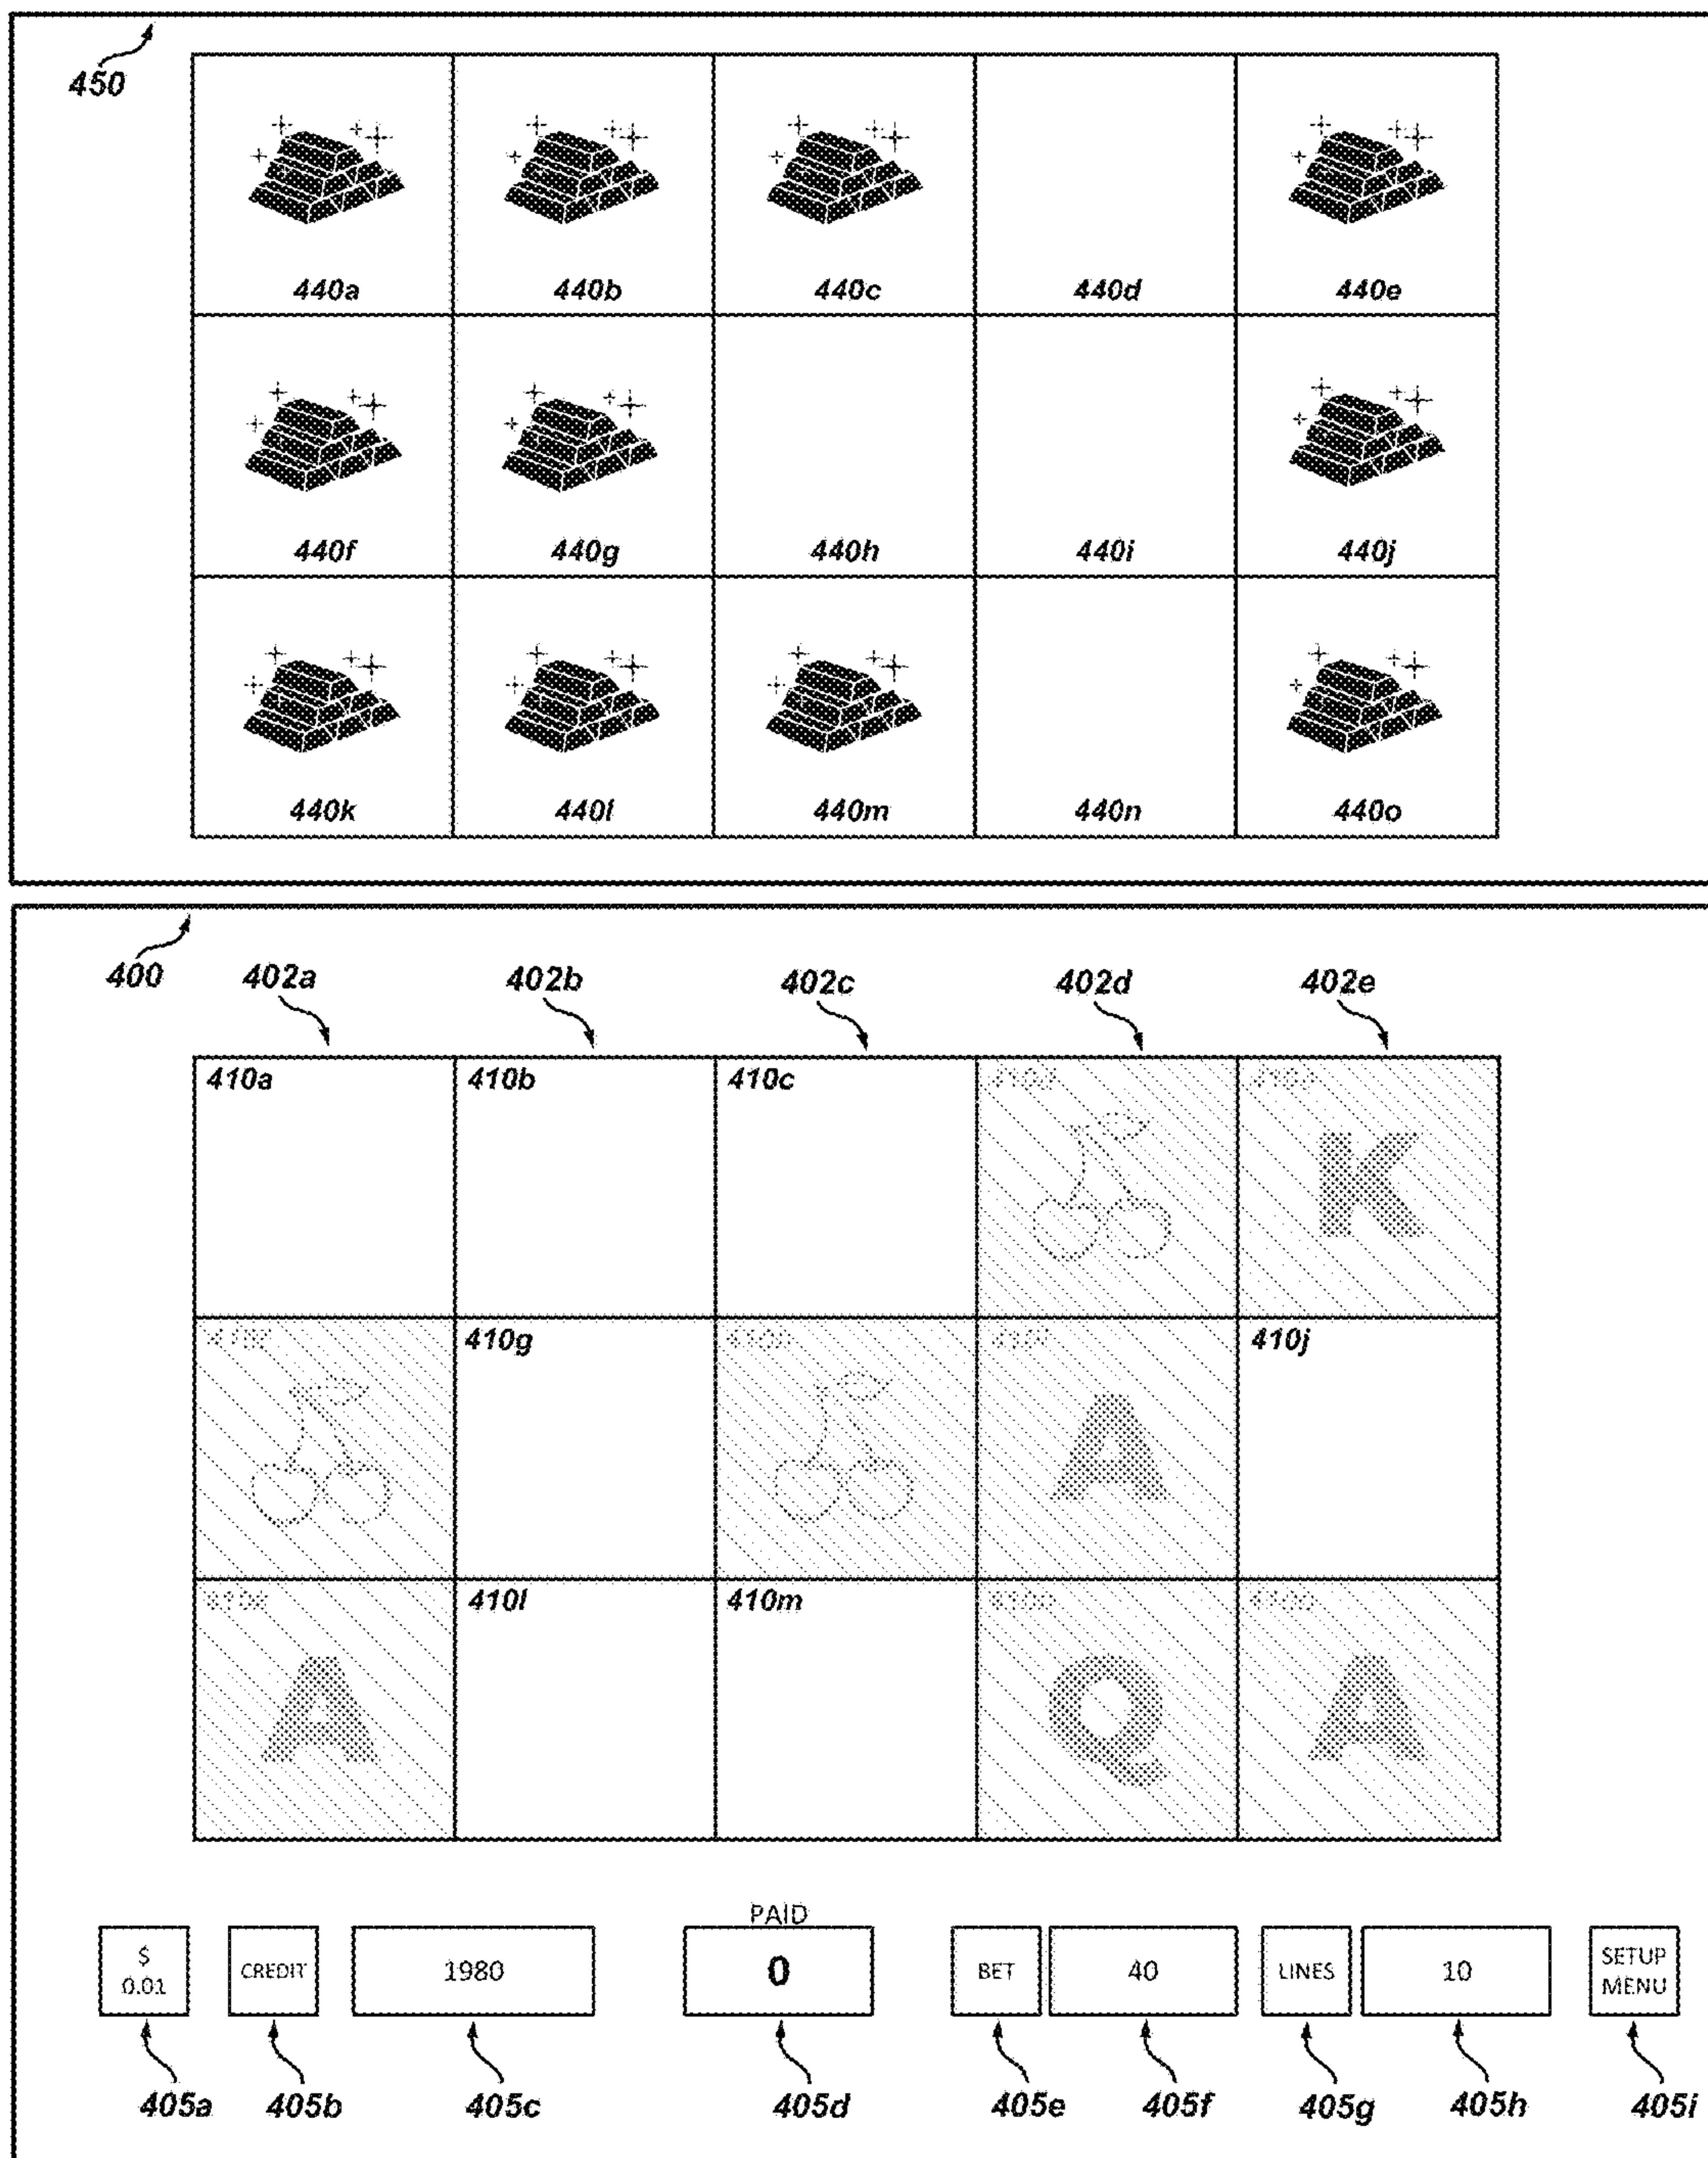 450
440a 440b 440c 440d 440e
440f 440g 440h 440i 440j
440k 440l 440m 440n 440o
400 402a 402b 402c 402d 402e
410a 410b 410c
K
410g 410j
A
410l 410m
A Q A
PAID
$ 0.01 CREDIT 1980 0 BET 40 LINES 10 SETUP MENU
405a 405b 405c 405d 405e 405f 405g 405h 405i